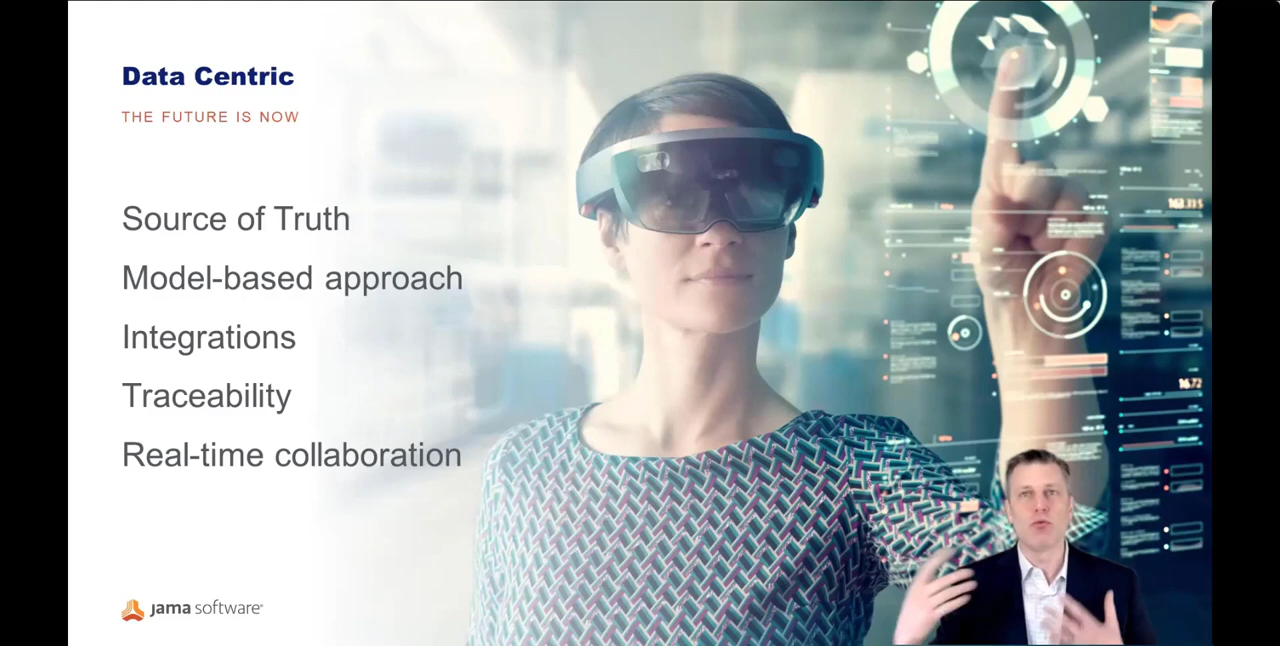 Data Centric
THE FUTURE IS NOW
Source of Truth
Model-based approach
Integrations
Traceability
Real-time collaboration
jama software®